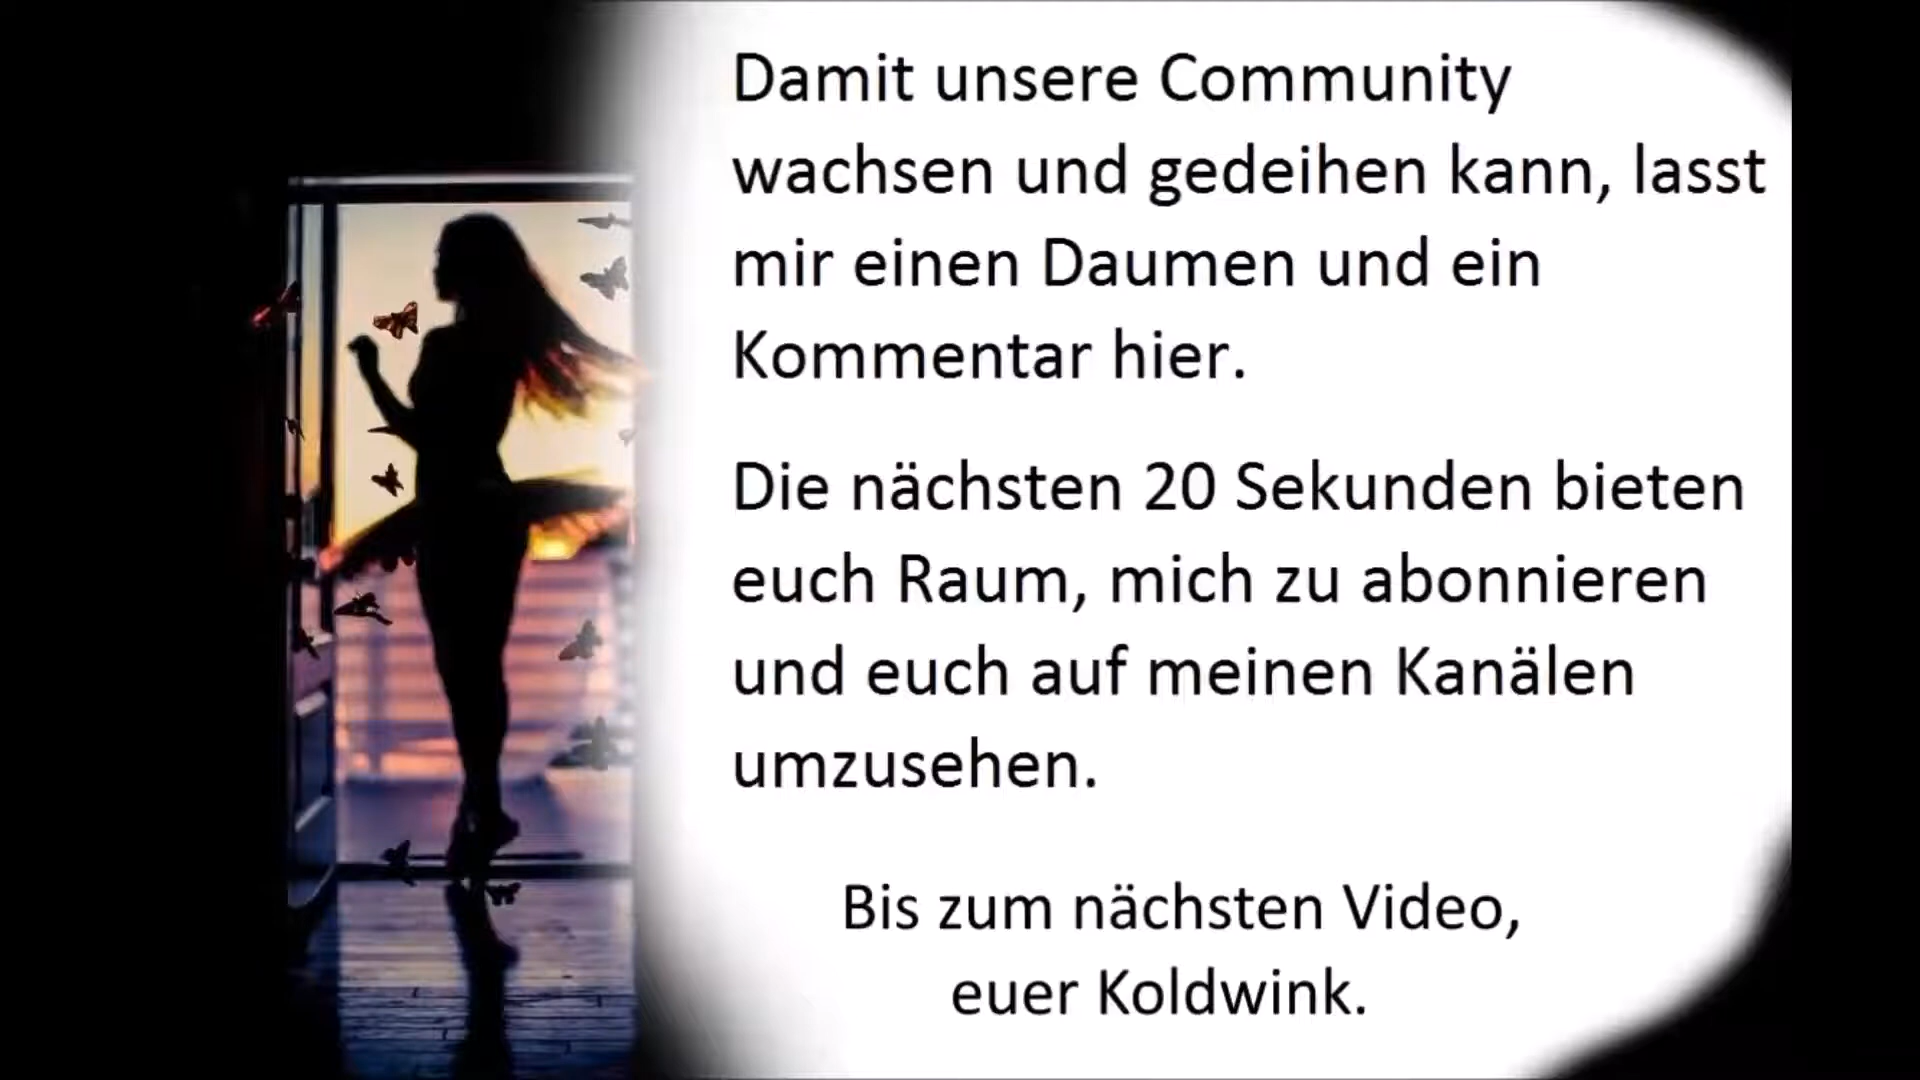 Damit unsere Community
wachsen und gedeihen kann, lasst
mir einen Daumen und ein
Kommentar hier.
Die nächsten 20 Sekunden bieten
euch Raum, mich zu abonnieren
und euch auf meinen Kanälen
umzusehen.
Bis zum nächsten Video,
euer Koldwink.